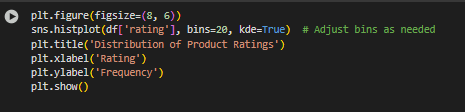 plt.figure(figsize=(8, 6))
sns.histplot(df['rating'], bins=20, kde=True)  # Adjust bins as needed
plt.title('Distribution of Product Ratings')
plt.xlabel('Rating')
plt.ylabel('Frequency')
plt.show()